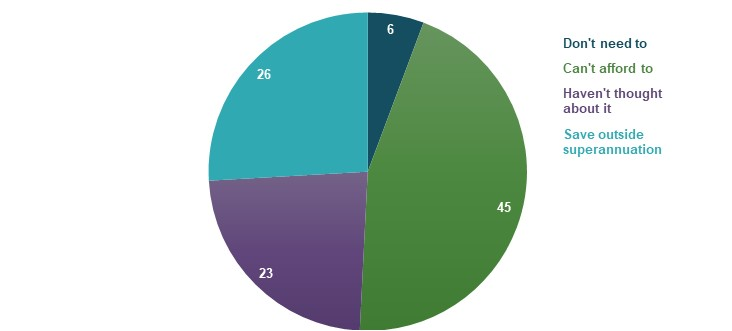 6
Don't need to
Can't afford to
Haven't thought
about it
Save outside
superannuation
26
45
23